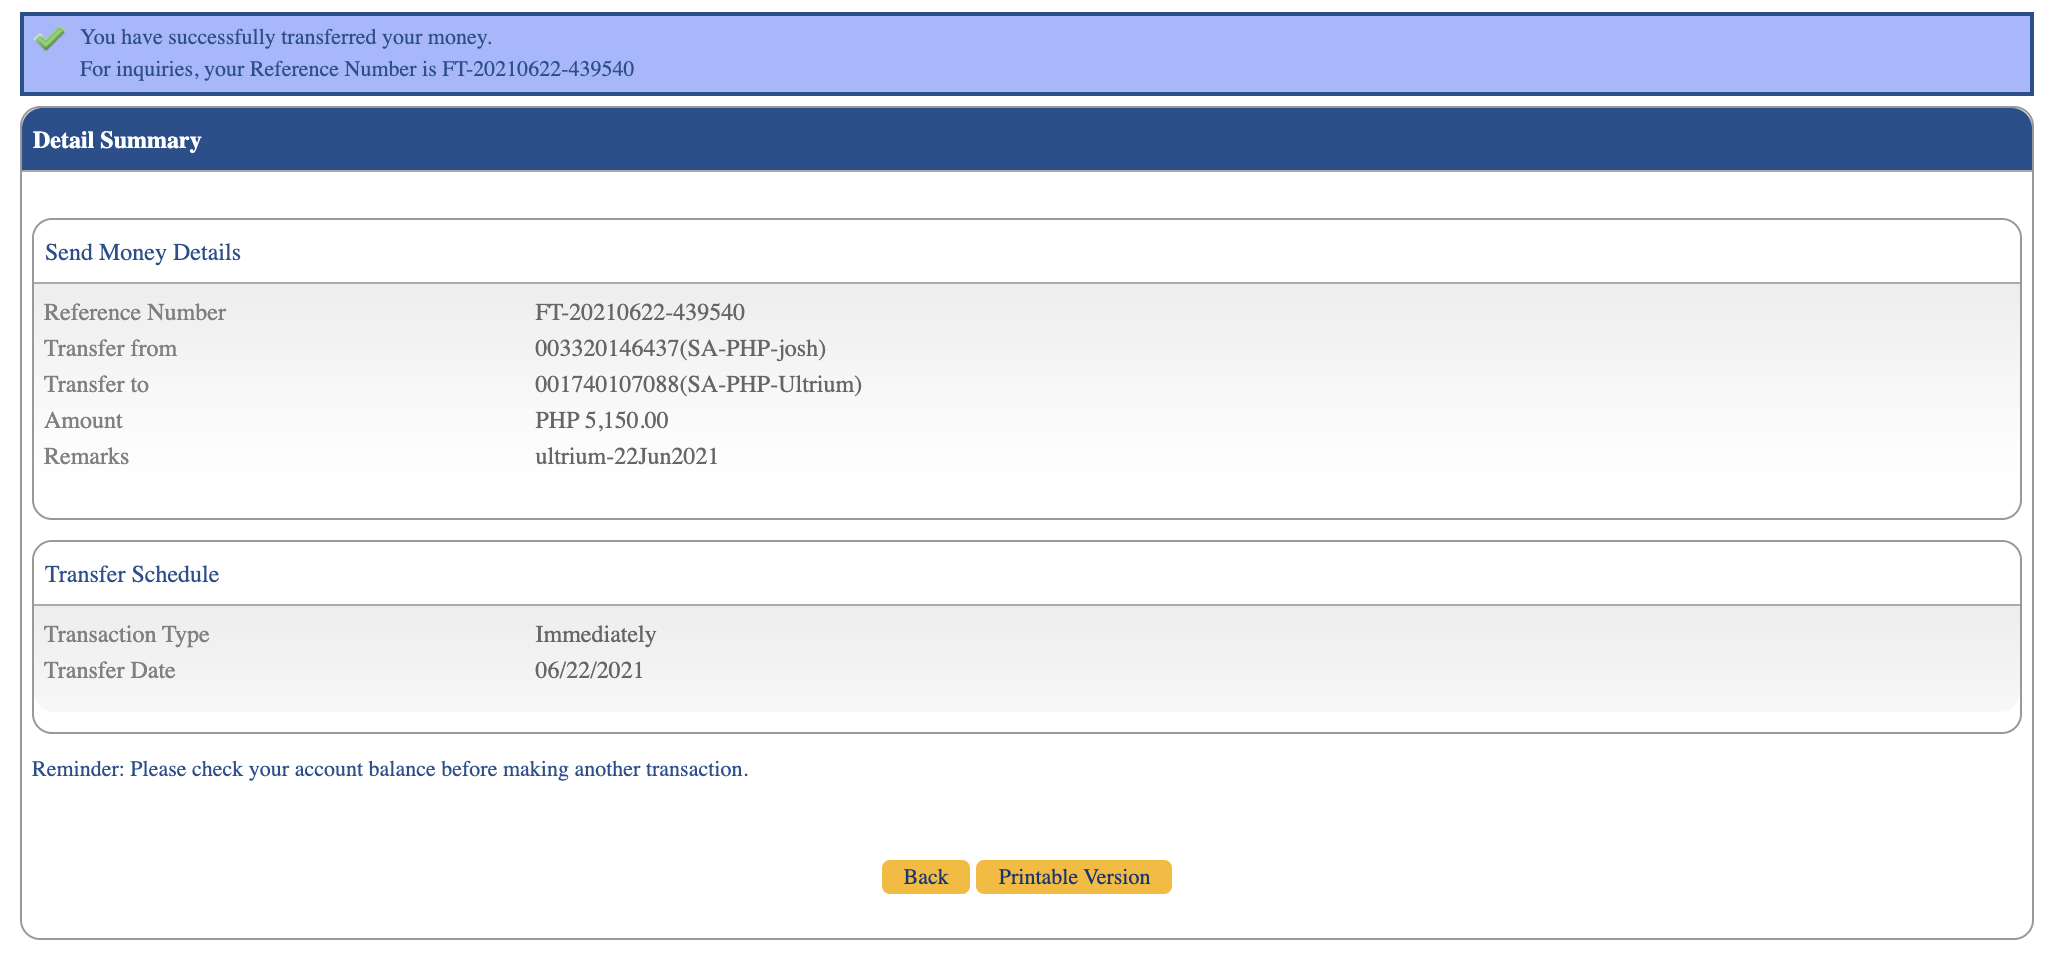 You have successfully transferred your money.
For inquiries, your Reference Number is FT-20210622-439540
Detail Summary
Send Money Details
Reference Number FT-20210622-439540
Transfer from 003320146437(SA-PHP-josh)
Transfer to 001740107088(SA-PHP-Ultrium)
Amount PHP 5,150.00
Remarks ultrium-22Jun2021
Transfer Schedule
Transaction Type Immediately
Transfer Date 06/22/2021
Reminder: Please check your account balance before making another transaction.
Back Printable Version